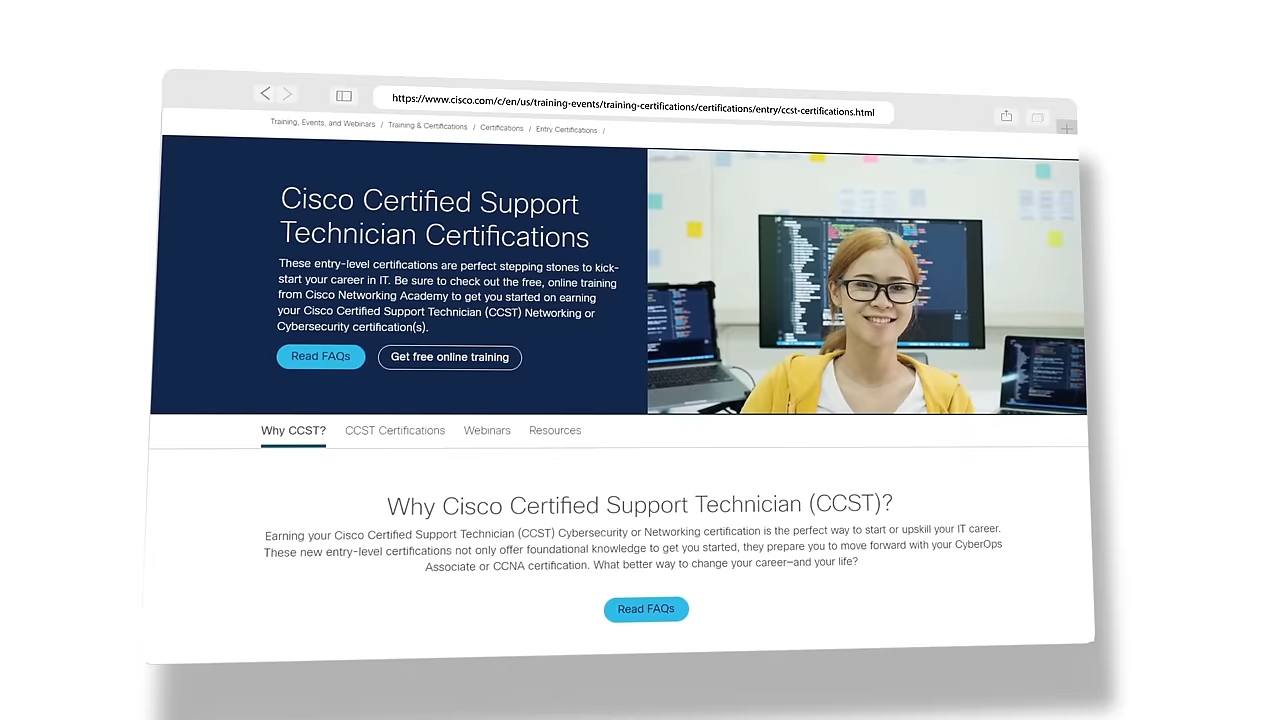 https://www.cisco.com/c/en/us/training-events/training-certifications/certifications/entry/ccst-certifications.html
Training, Events, and Webinars / Training & Certifications / Certifications / Entry Certifications /
Cisco Certified Support
Technician Certifications
These entry-level certifications are perfect stepping stones to kick-
start your career in IT. Be sure to check out the free, online training
from Cisco Networking Academy to get you started on earning
your Cisco Certified Support Technician (CCST) Networking or
Cybersecurity certification(s).
Read FAQs Get free online training
Why CCST? CCST Certifications Webinars Resources
Why Cisco Certified Support Technician (CCST)?
Earning your Cisco Certified Support Technician (CCST) Cybersecurity or Networking certification is the perfect way to start or upskill your IT career.
These new entry-level certifications not only offer foundational knowledge to get you started, they prepare you to move forward with your CyberOps
Associate or CCNA certification. What better way to change your career—and your life?
Read FAQs